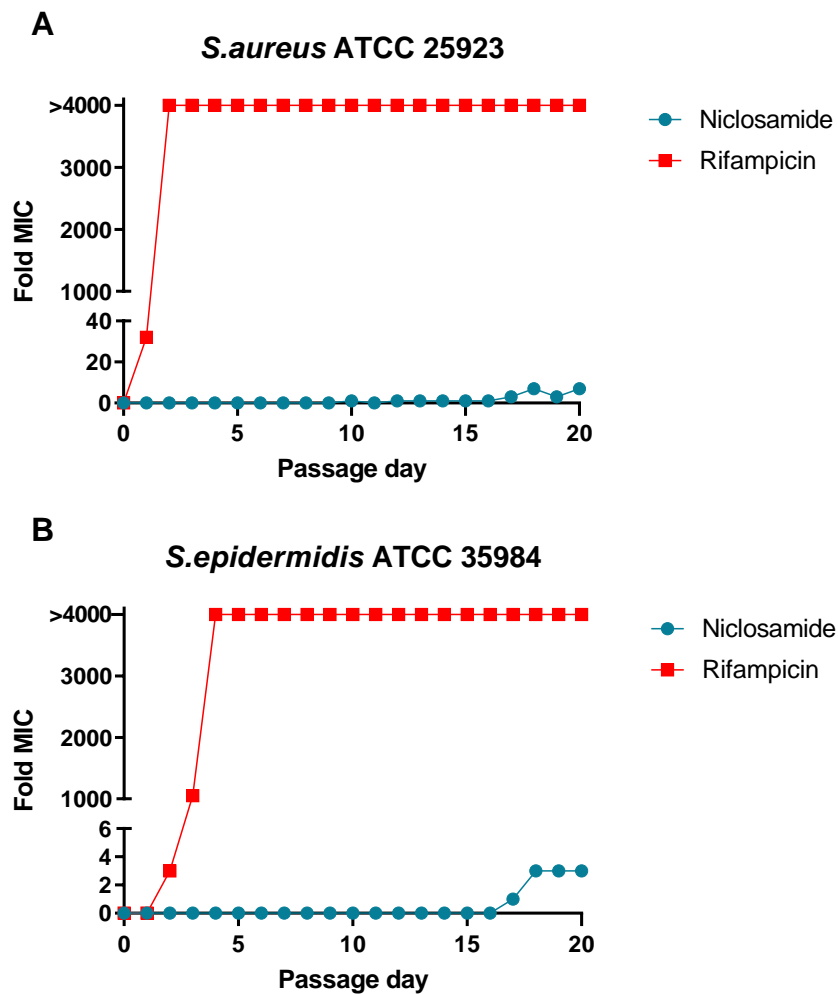 A
S.aureus ATCC 25923
>4000
3000
2000
1000
40
20
0
Fold MIC
0 5 10 15 20
Passage day
Niclosamide
Rifampicin
B
S.epidermidis ATCC 35984
>4000
3000
2000
1000
6
4
2
0
Fold MIC
0 5 10 15 20
Passage day
Niclosamide
Rifampicin